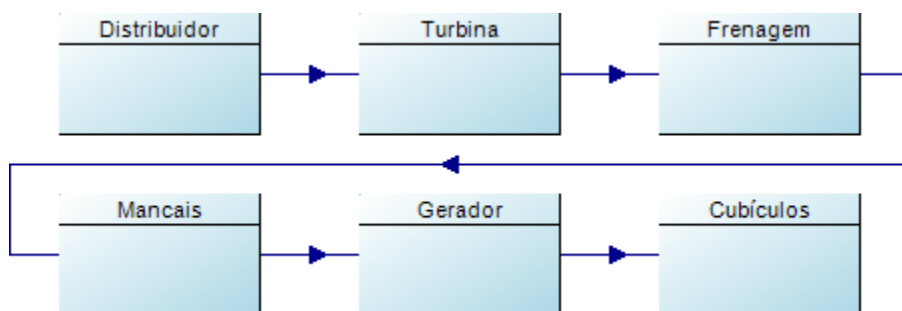 Distribuidor
Turbina
Frenagem
Mancais
Gerador
Cubículos